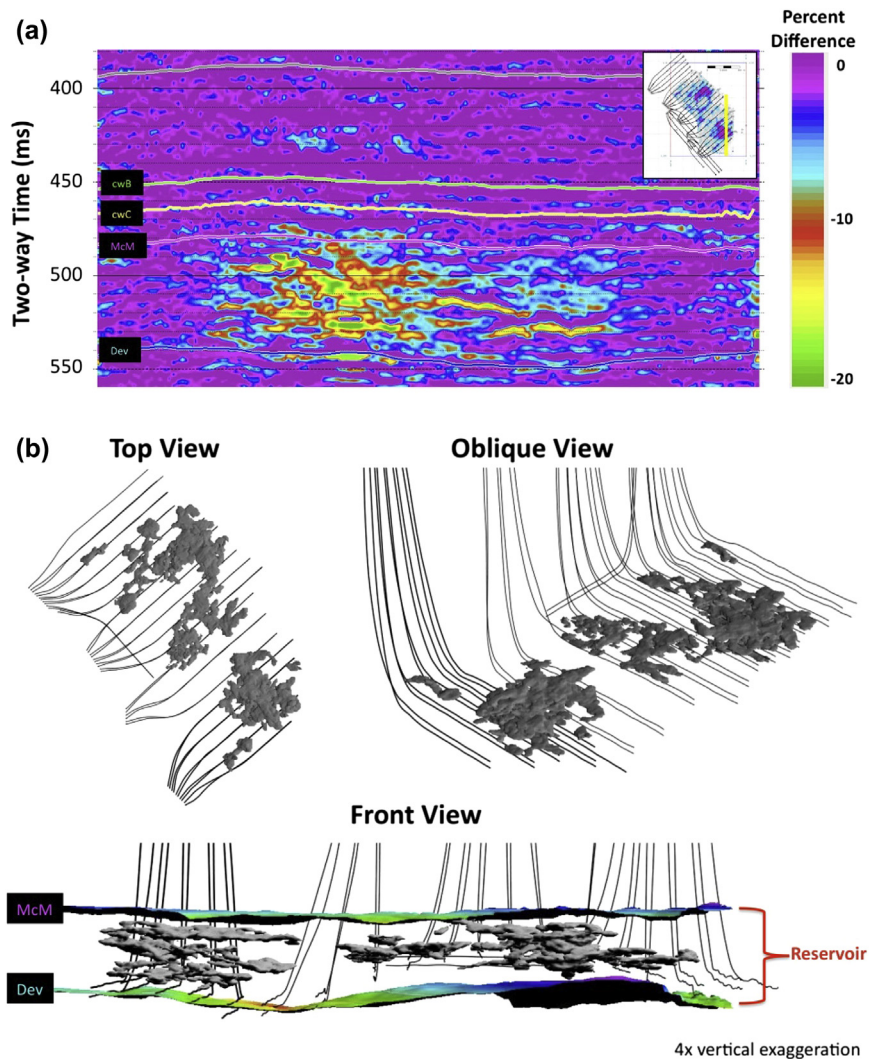 (a)
Percent
Difference
0
-10
-20
Two-way Time (ms)
400
450
500
550
cwB
cwC
McM
Dev
(b)
Top View
Oblique View
Front View
McM
Dev
Reservoir
4x vertical exaggeration